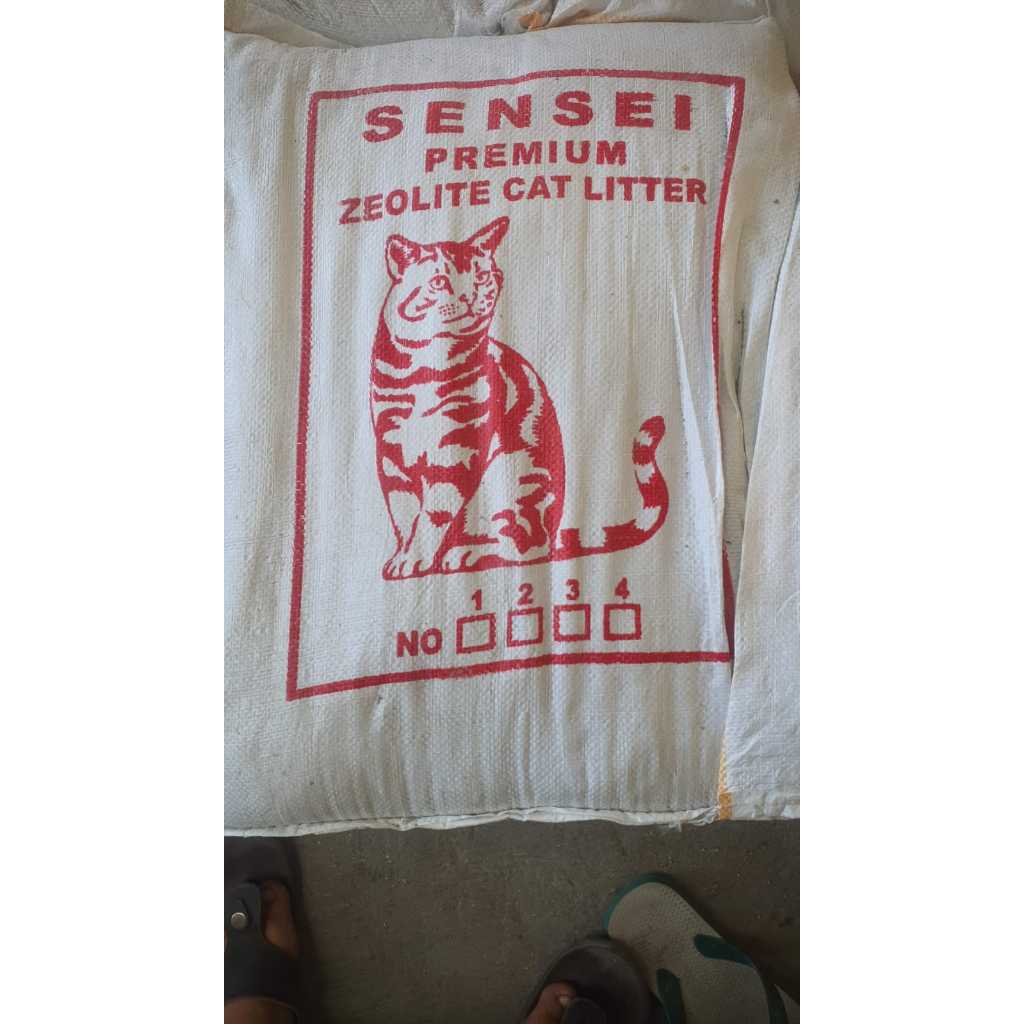 SENSEI
PREMIUM
ZEOLITE CAT LITTER
1 2 3 4
NO